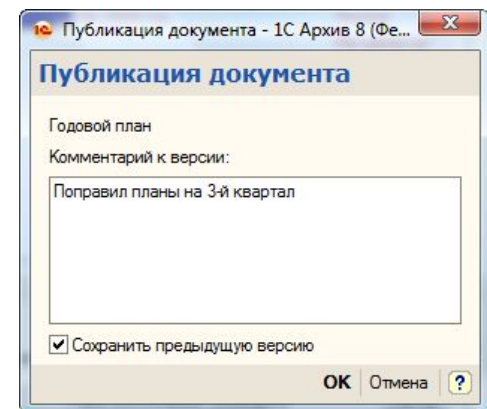 Публикация документа - 1С Архив 8 (Фе...
Публикация документа
Годовой план
Комментарий к версии:
Поправил планы на 3-й квартал
Сохранить предыдущую версию
OK Отмена ?